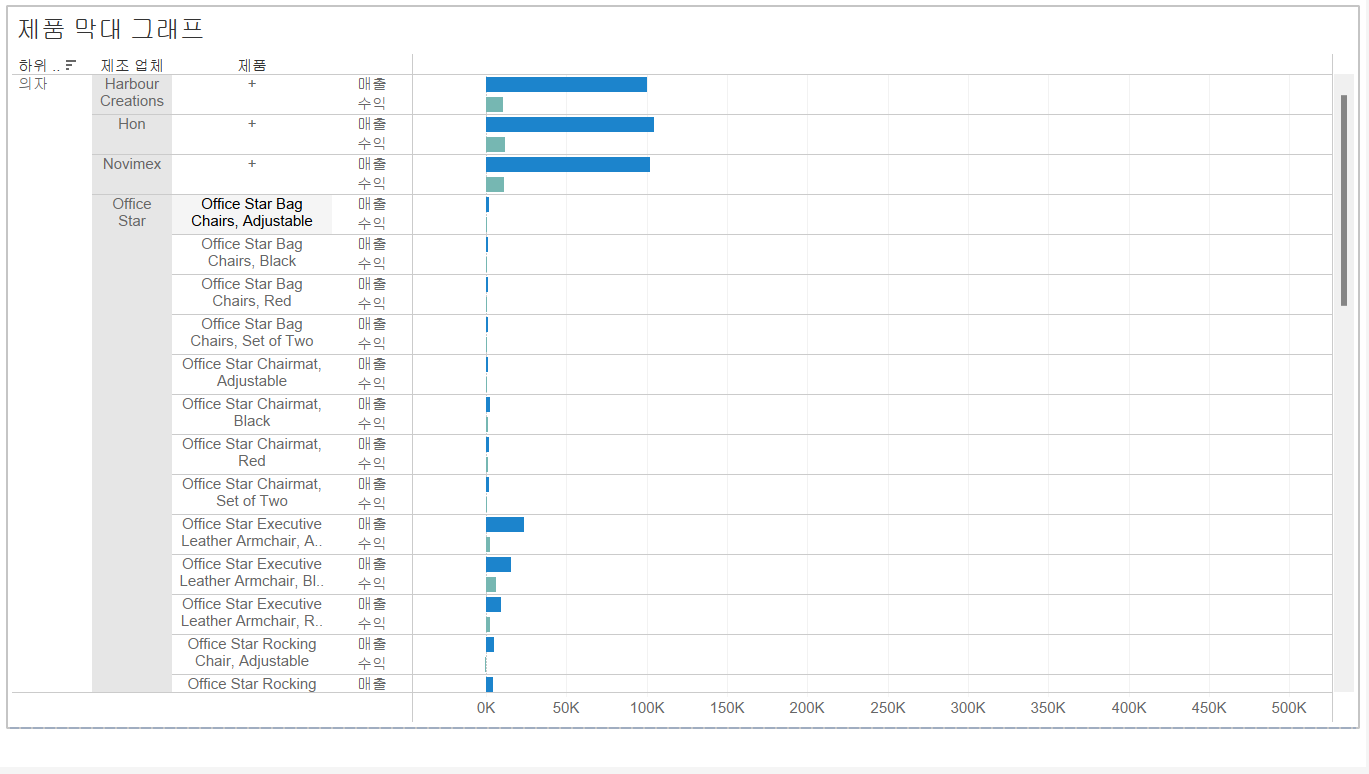 제품 막대 그래프
하위 .. 제조 업체 제품
의자 Harbour Creations + 매출
수익
Hon + 매출
수익
Novimex + 매출
수익
Office Star Office Star Bag Chairs, Adjustable 매출
수익
Office Star Bag Chairs, Black 매출
수익
Office Star Bag Chairs, Red 매출
수익
Office Star Bag Chairs, Set of Two 매출
수익
Office Star Chairmat, Adjustable 매출
수익
Office Star Chairmat, Black 매출
수익
Office Star Chairmat, Red 매출
수익
Office Star Chairmat, Set of Two 매출
수익
Office Star Executive Leather Armchair, A.. 매출
수익
Office Star Executive Leather Armchair, Bl.. 매출
수익
Office Star Executive Leather Armchair, R.. 매출
수익
Office Star Rocking Chair, Adjustable 매출
수익
Office Star Rocking 매출
0K 50K 100K 150K 200K 250K 300K 350K 400K 450K 500K